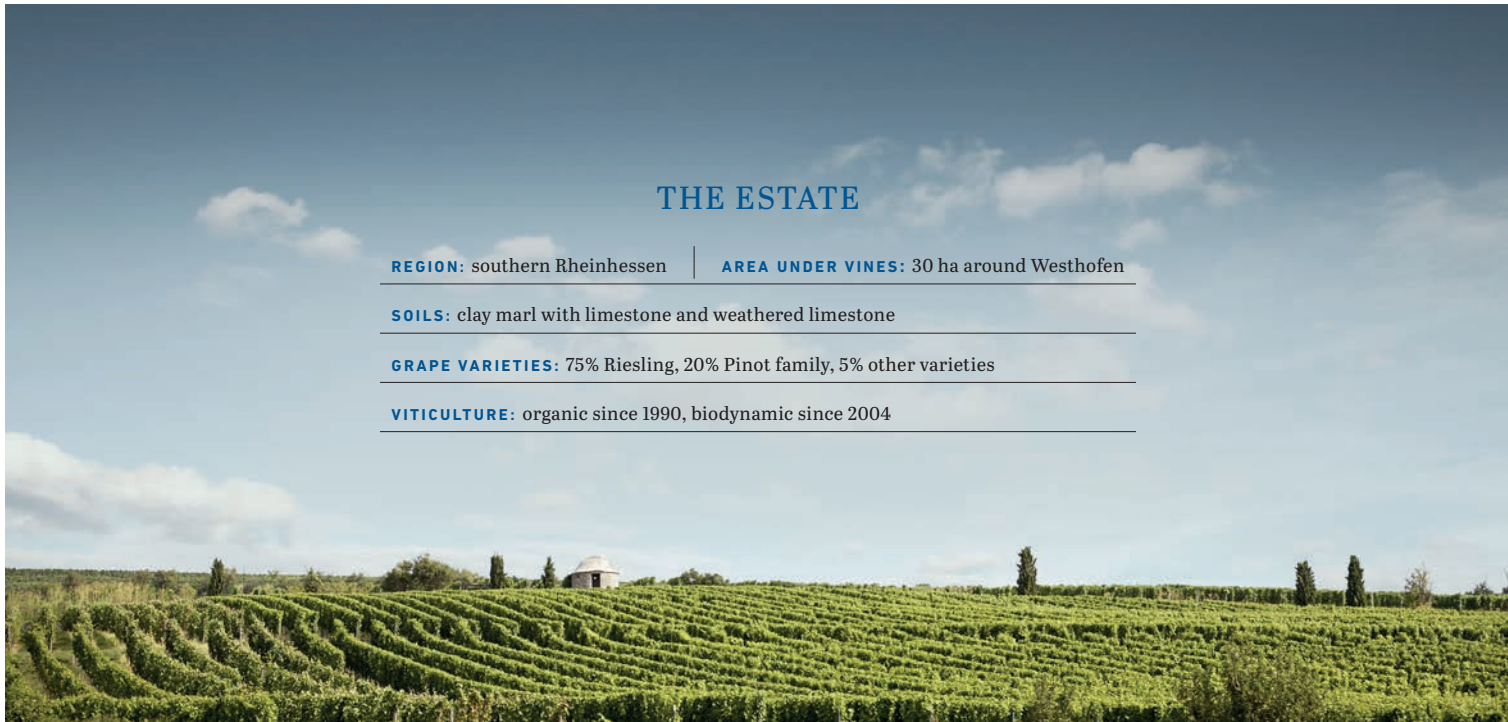 THE ESTATE
REGION: southern Rheinhessen | AREA UNDER VINES: 30 ha around Westhofen
SOILS: clay marl with limestone and weathered limestone
GRAPE VARIETIES: 75% Riesling, 20% Pinot family, 5% other varieties
VITICULTURE: organic since 1990, biodynamic since 2004